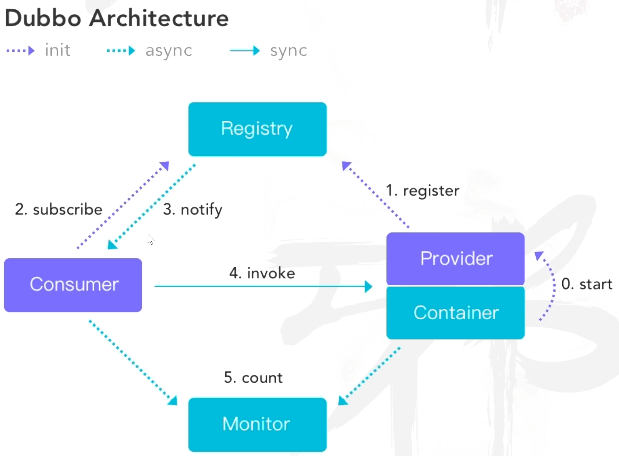 Dubbo Architecture
init
async
sync
Registry
1. register
2. subscribe
3. notify
Provider
Consumer
4. invoke
0. start
Container
5. count
Monitor